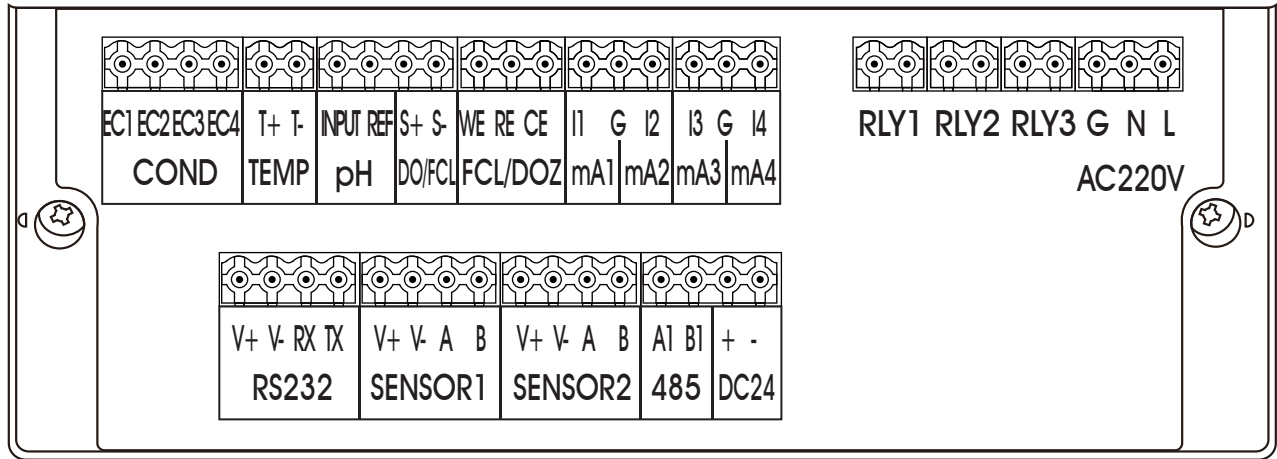 EC1 EC2 EC3 EC4 T+ T- INPUT REF S+ S- WE RE CE I1 G I2 I3 G I4 RLY1 RLY2 RLY3 G N L
COND TEMP pH DO/FCL FCL/DOZ mA1 mA2 mA3 mA4 AC220V
V+ V- RX TX V+ V- A B V+ V- A B A1 B1 + -
RS232 SENSOR1 SENSOR2 485 DC24